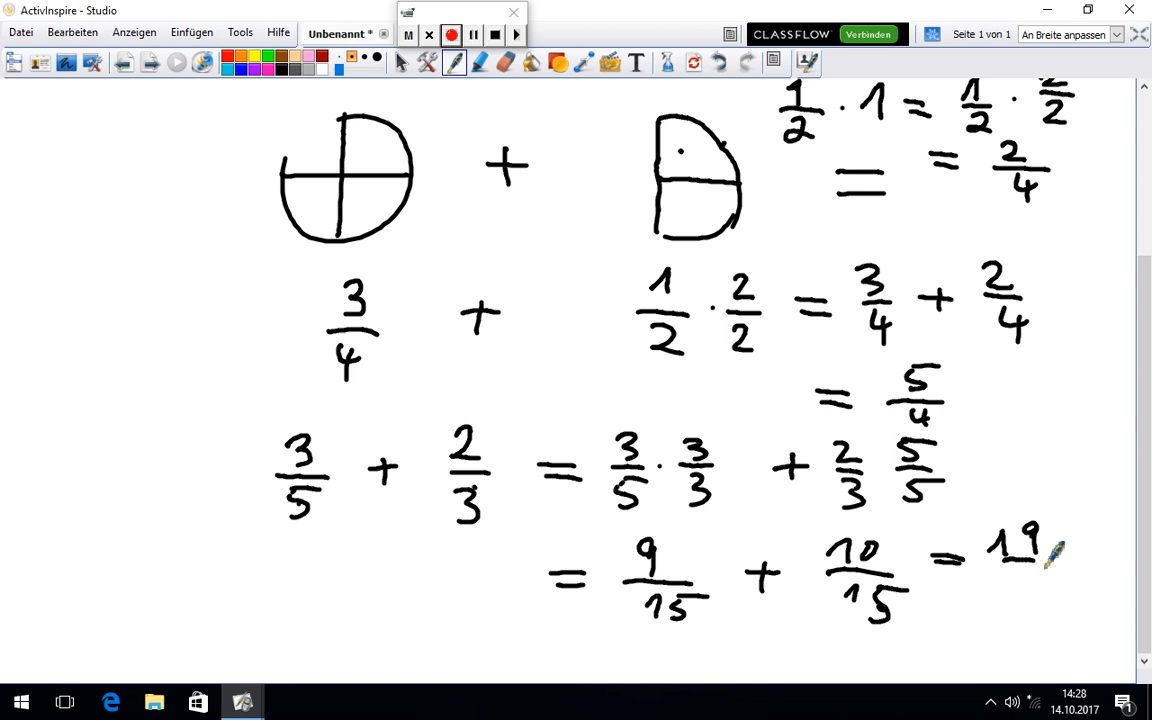 ActivInspire - Studio
Datei Bearbeiten Anzeigen Einfügen Tools Hilfe
Unbenannt *
M
CLASSFLOW Verbinden
Seite 1 von 1 An Breite anpassen
T
1/2 · 1 = 1/2 · 2/2
+ = = 2/4
3/4 + 1/2 · 2/2 = 3/4 + 2/4
= 5/4
3/5 + 2/3 = 3/5 · 3/3 + 2/3 5/5
= 9/15 + 10/15 = 19
14:28
14.10.2017
1